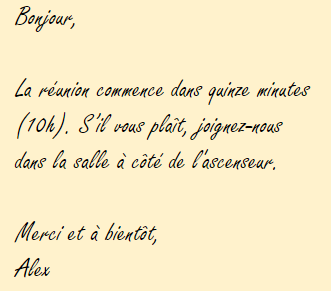 Bonjour,
La réunion commence dans quinze minutes
(10h). S'il vous plaît, joignez-nous
dans la salle à côté de l'ascenseur.
Merci et à bientôt,
Alex